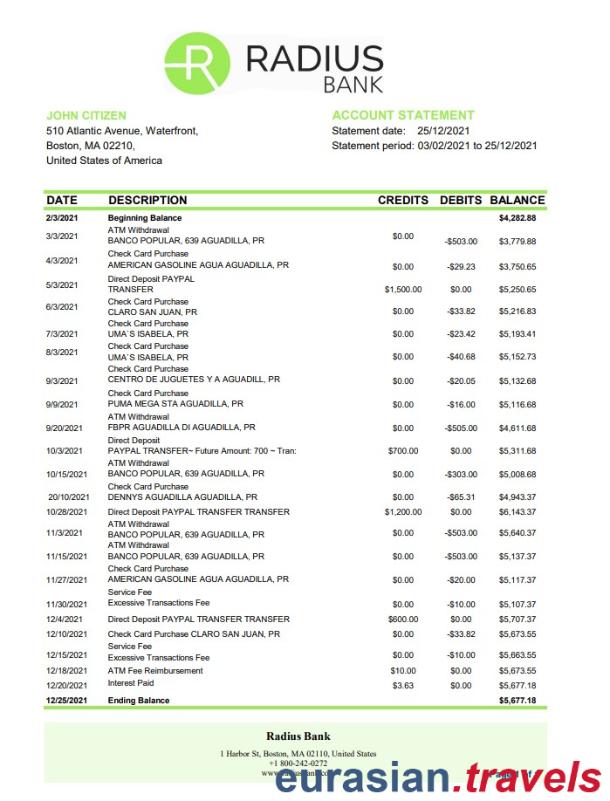 R RADIUS
BANK
JOHN CITIZEN
510 Atlantic Avenue, Waterfront,
Boston, MA 02210,
United States of America
ACCOUNT STATEMENT
Statement date: 25/12/2021
Statement period: 03/02/2021 to 25/12/2021
DATE DESCRIPTION CREDITS DEBITS BALANCE
2/3/2021 Beginning Balance $4,282.88
ATM Withdrawal
3/3/2021 BANCO POPULAR, 639 AGUADILLA, PR $0.00 -$503.00 $3,779.88
Check Card Purchase
4/3/2021 AMERICAN GASOLINE AGUA AGUADILLA, PR $0.00 -$29.23 $3,750.65
Direct Deposit PAYPAL
5/3/2021 TRANSFER $1,500.00 $0.00 $5,250.65
Check Card Purchase
6/3/2021 CLARO SAN JUAN, PR $0.00 -$33.82 $5,216.83
Check Card Purchase
7/3/2021 UMA`S ISABELA, PR $0.00 -$23.42 $5,193.41
Check Card Purchase
8/3/2021 UMA`S ISABELA, PR $0.00 -$40.68 $5,152.73
Check Card Purchase
9/3/2021 CENTRO DE JUGUETES Y A AGUADILL, PR $0.00 -$20.05 $5,132.68
Check Card Purchase
9/9/2021 PUMA MEGA STA AGUADILLA, PR $0.00 -$16.00 $5,116.68
ATM Withdrawal
9/20/2021 FBPR AGUADILLA DI AGUADILLA, PR $0.00 -$505.00 $4,611.68
Direct Deposit
10/3/2021 PAYPAL TRANSFER~ Future Amount: 700 ~ Tran: $700.00 $0.00 $5,311.68
ATM Withdrawal
10/15/2021 BANCO POPULAR, 639 AGUADILLA, PR $0.00 -$303.00 $5,008.68
Check Card Purchase
20/10/2021 DENNYS AGUADILLA AGUADILLA, PR $0.00 -$65.31 $4,943.37
10/28/2021 Direct Deposit PAYPAL TRANSFER TRANSFER $1,200.00 $0.00 $6,143.37
ATM Withdrawal
11/3/2021 BANCO POPULAR, 639 AGUADILLA, PR $0.00 -$503.00 $5,640.37
ATM Withdrawal
11/15/2021 BANCO POPULAR, 639 AGUADILLA, PR $0.00 -$503.00 $5,137.37
Check Card Purchase
11/27/2021 AMERICAN GASOLINE AGUA AGUADILLA, PR $0.00 -$20.00 $5,117.37
Service Fee
11/30/2021 Excessive Transactions Fee $0.00 -$10.00 $5,107.37
12/4/2021 Direct Deposit PAYPAL TRANSFER TRANSFER $600.00 $0.00 $5,707.37
12/10/2021 Check Card Purchase CLARO SAN JUAN, PR $0.00 -$33.82 $5,673.55
Service Fee
12/15/2021 Excessive Transactions Fee $0.00 -$10.00 $5,663.55
12/18/2021 ATM Fee Reimbursement $10.00 $0.00 $5,673.55
12/20/2021 Interest Paid $3.63 $0.00 $5,677.18
12/25/2021 Ending Balance $5,677.18
Radius Bank
1 Harbor St, Boston, MA 02110, United States
+1 800-242-0272
eurasian.travels